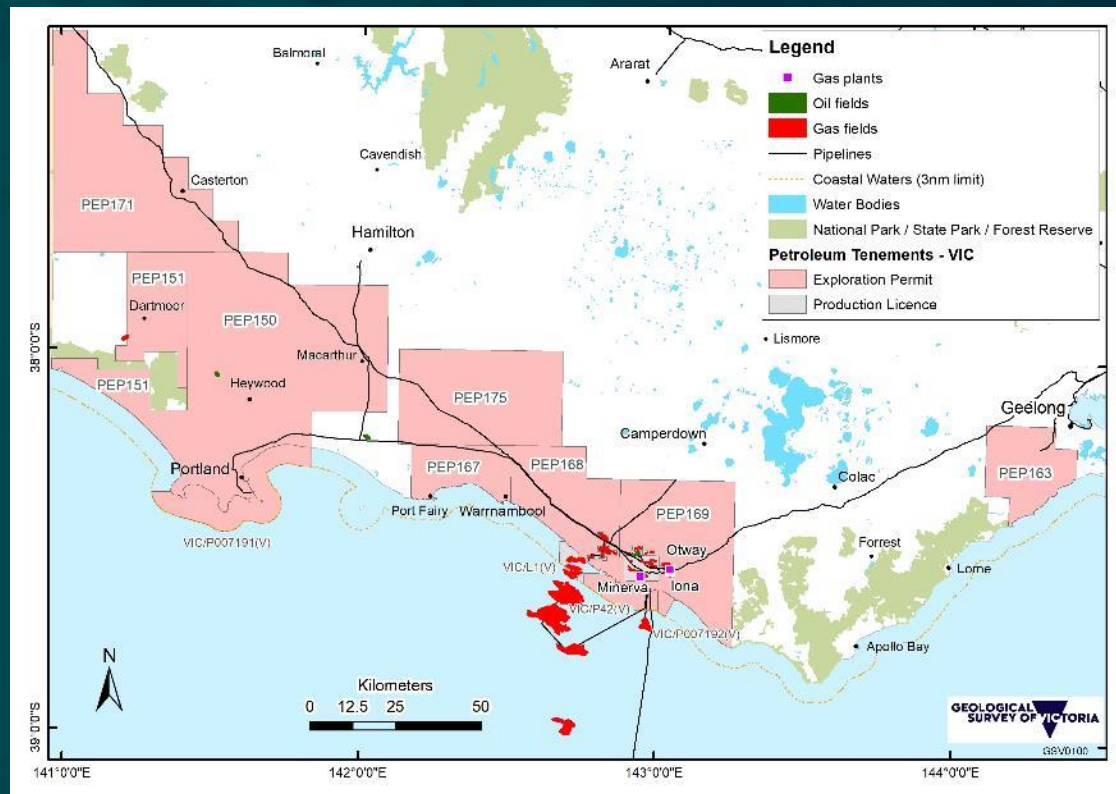 Legend
Gas plants
Oil fields
Gas fields
Pipelines
Coastal Waters (3nm limit)
Water Bodies
National Park / State Park / Forest Reserve
Petroleum Tenements - VIC
Exploration Permit
Production Licence
Balmoral
Ararat
Cavendish
Casterton
PEP171
Hamilton
PEP151
Dartmoor
PEP150
Macarthur
Lismore
38°0'0"S
PEP151
Heywood
PEP175
Geelong
Camperdown
Portland
PEP167
PEP168
PEP163
Colac
Port Fairy
Warrnambool
PEP169
VIC/P007191(V)
Otway
Forrest
VIC/L1(V)
Minerva
Iona
Lorne
VIC/P42(V)
VIC/P007192(V)
Apollo Bay
N
Kilometers
0 12.5 25 50
GEOLOGICAL
SURVEY OF VICTORIA
GSV0100
39°0'0"S
141°0'0"E
142°0'0"E
143°0'0"E
144°0'0"E